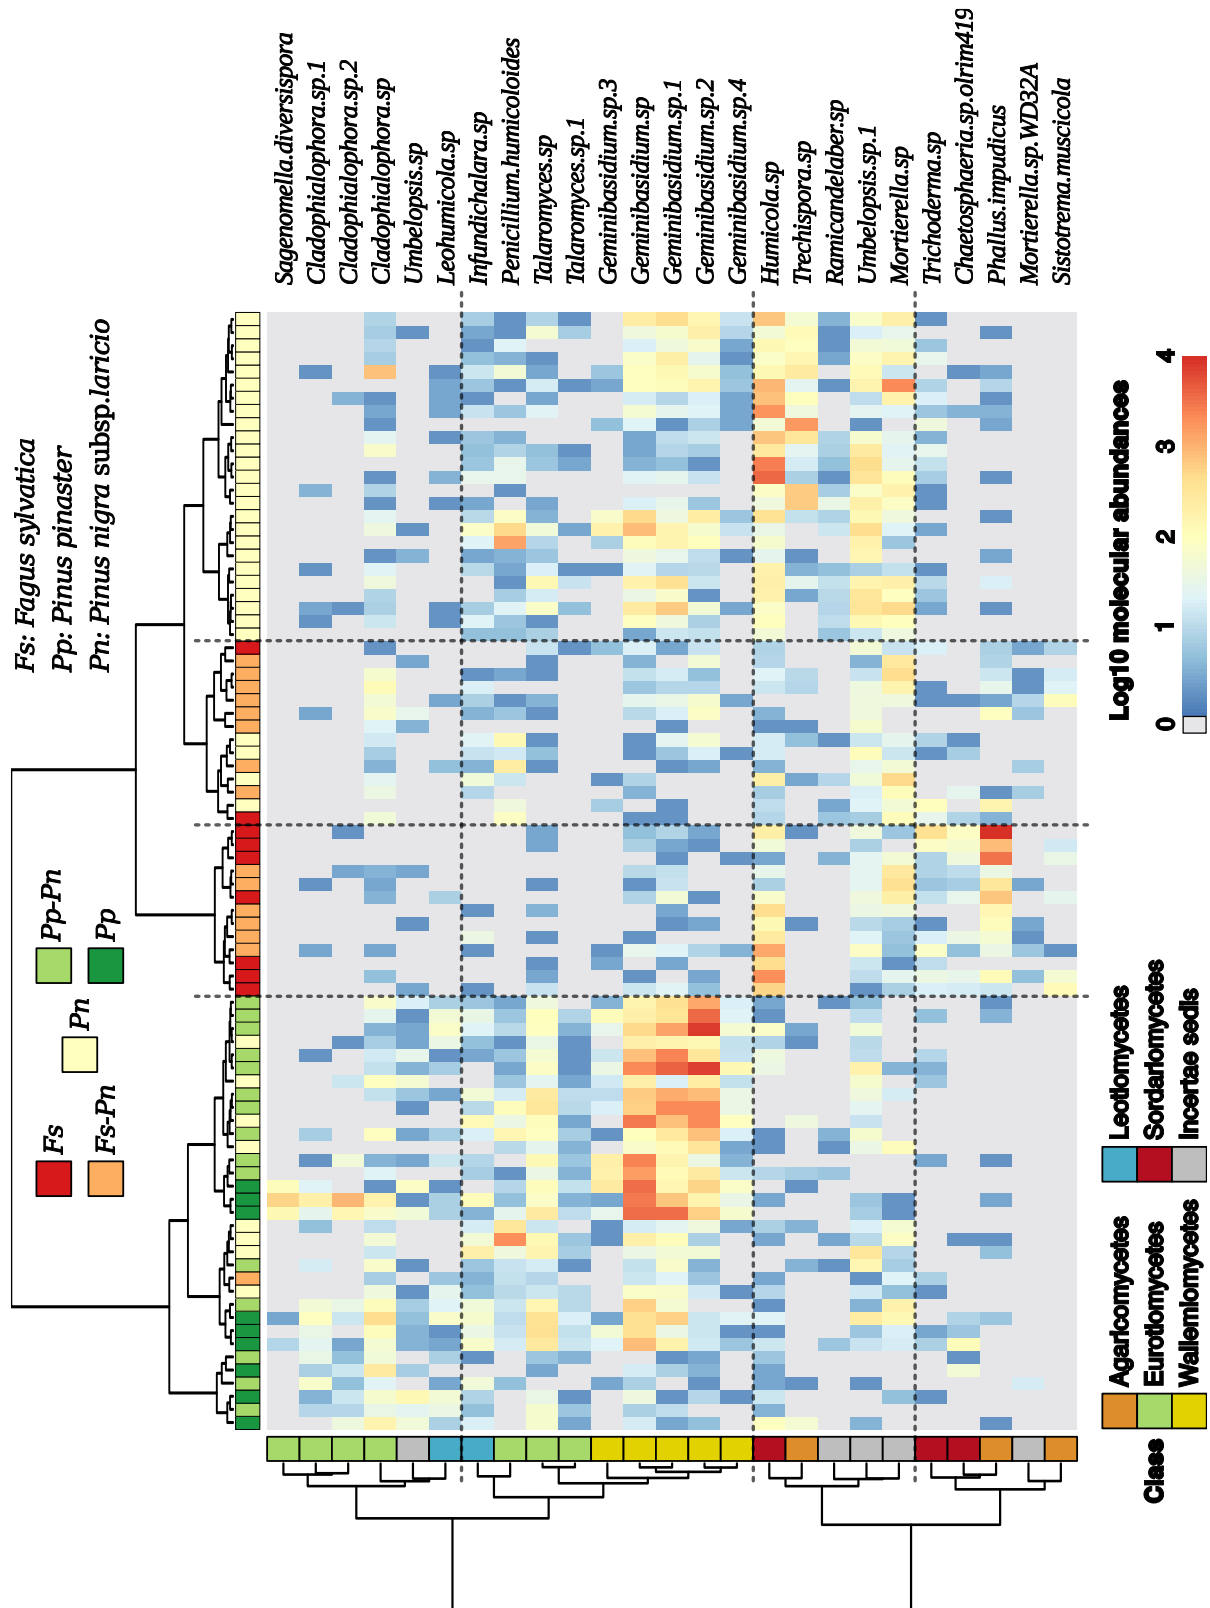 Fs: Fagus sylvatica
Pp: Pinus pinaster
Pn: Pinus nigra subsp.laricio
Fs
Fs-Pn
Pn
Pp-Pn
Pp
Sagenomella.diversispora
Cladophialophora.sp.1
Cladophialophora.sp.2
Cladophialophora.sp
Umbelopsis.sp
Leohumicola.sp
Infundichalara.sp
Penicillium.humicoloides
Talaromyces.sp
Talaromyces.sp.1
Geminibasidium.sp.3
Geminibasidium.sp
Geminibasidium.sp.1
Geminibasidium.sp.2
Geminibasidium.sp.4
Humicola.sp
Trechispora.sp
Ramicandelaber.sp
Umbelopsis.sp.1
Mortierella.sp
Trichoderma.sp
Chaetosphaeria.sp.olrim419
Phallus.impudicus
Mortierella.sp.WD32A
Sistotrema.muscicola
Class
Agaricomycetes
Eurotiomycetes
Wallemiomycetes
Leotiomycetes
Sordariomycetes
Incertae sedis
Log10 molecular abundances
0 1 2 3 4